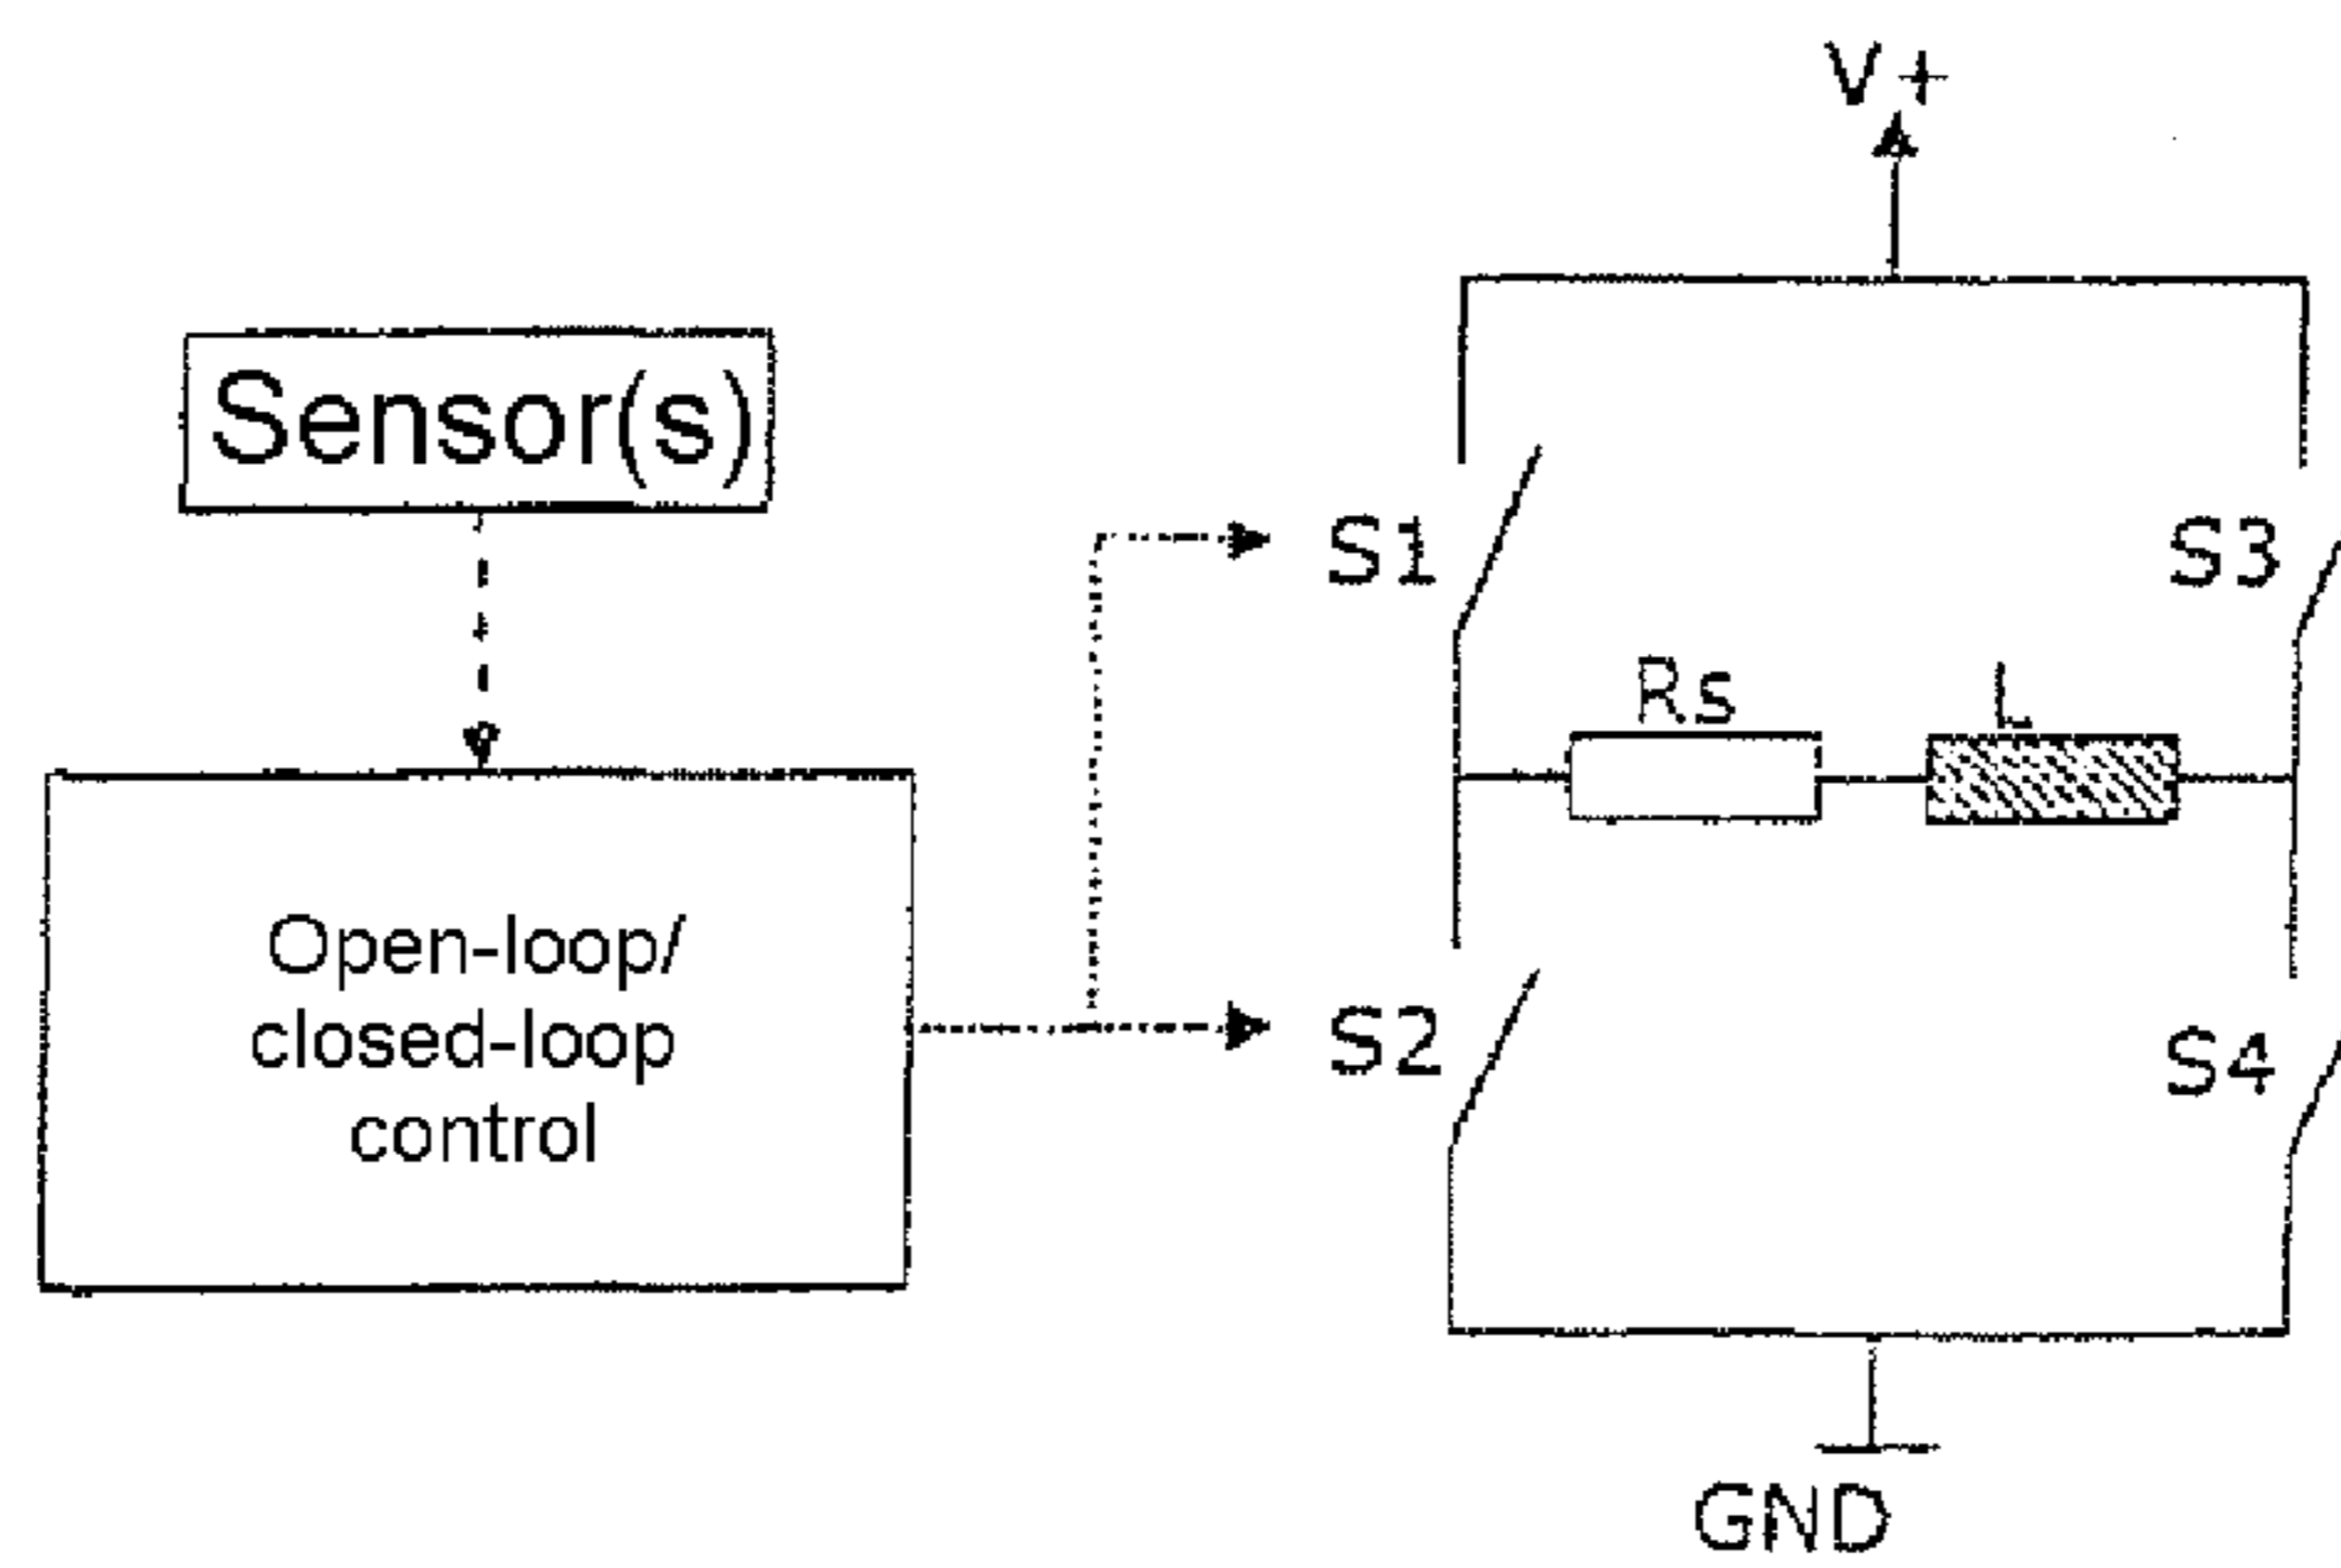 V+
Sensor(s)
S1
S3
Rs
L
Open-loop/
closed-loop
control
S2
S4
GND